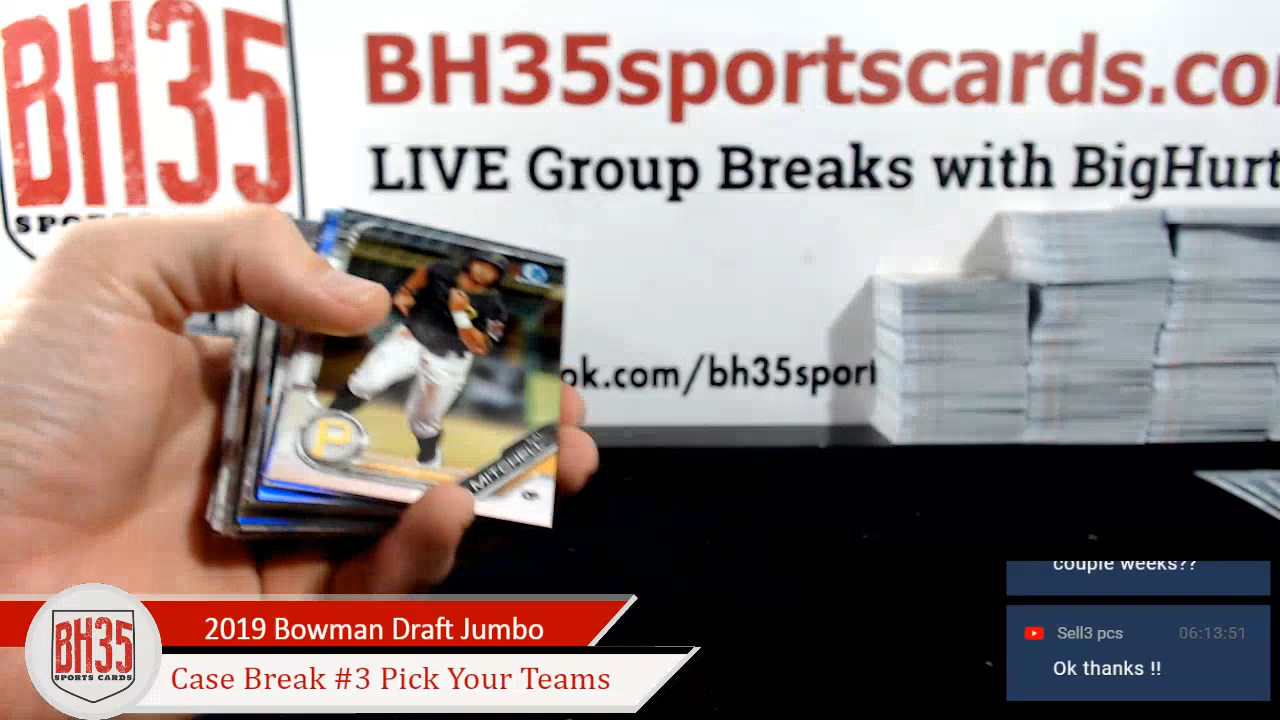 BH35
SPORTS
BH35sportscards.co
LIVE Group Breaks with BigHurt
ok.com/bh35sport
P
MITCHELL
couple weeks??
Sell3 pcs 06:13:51
Ok thanks !!
2019 Bowman Draft Jumbo
Case Break #3 Pick Your Teams
BH35
SPORTS CARDS